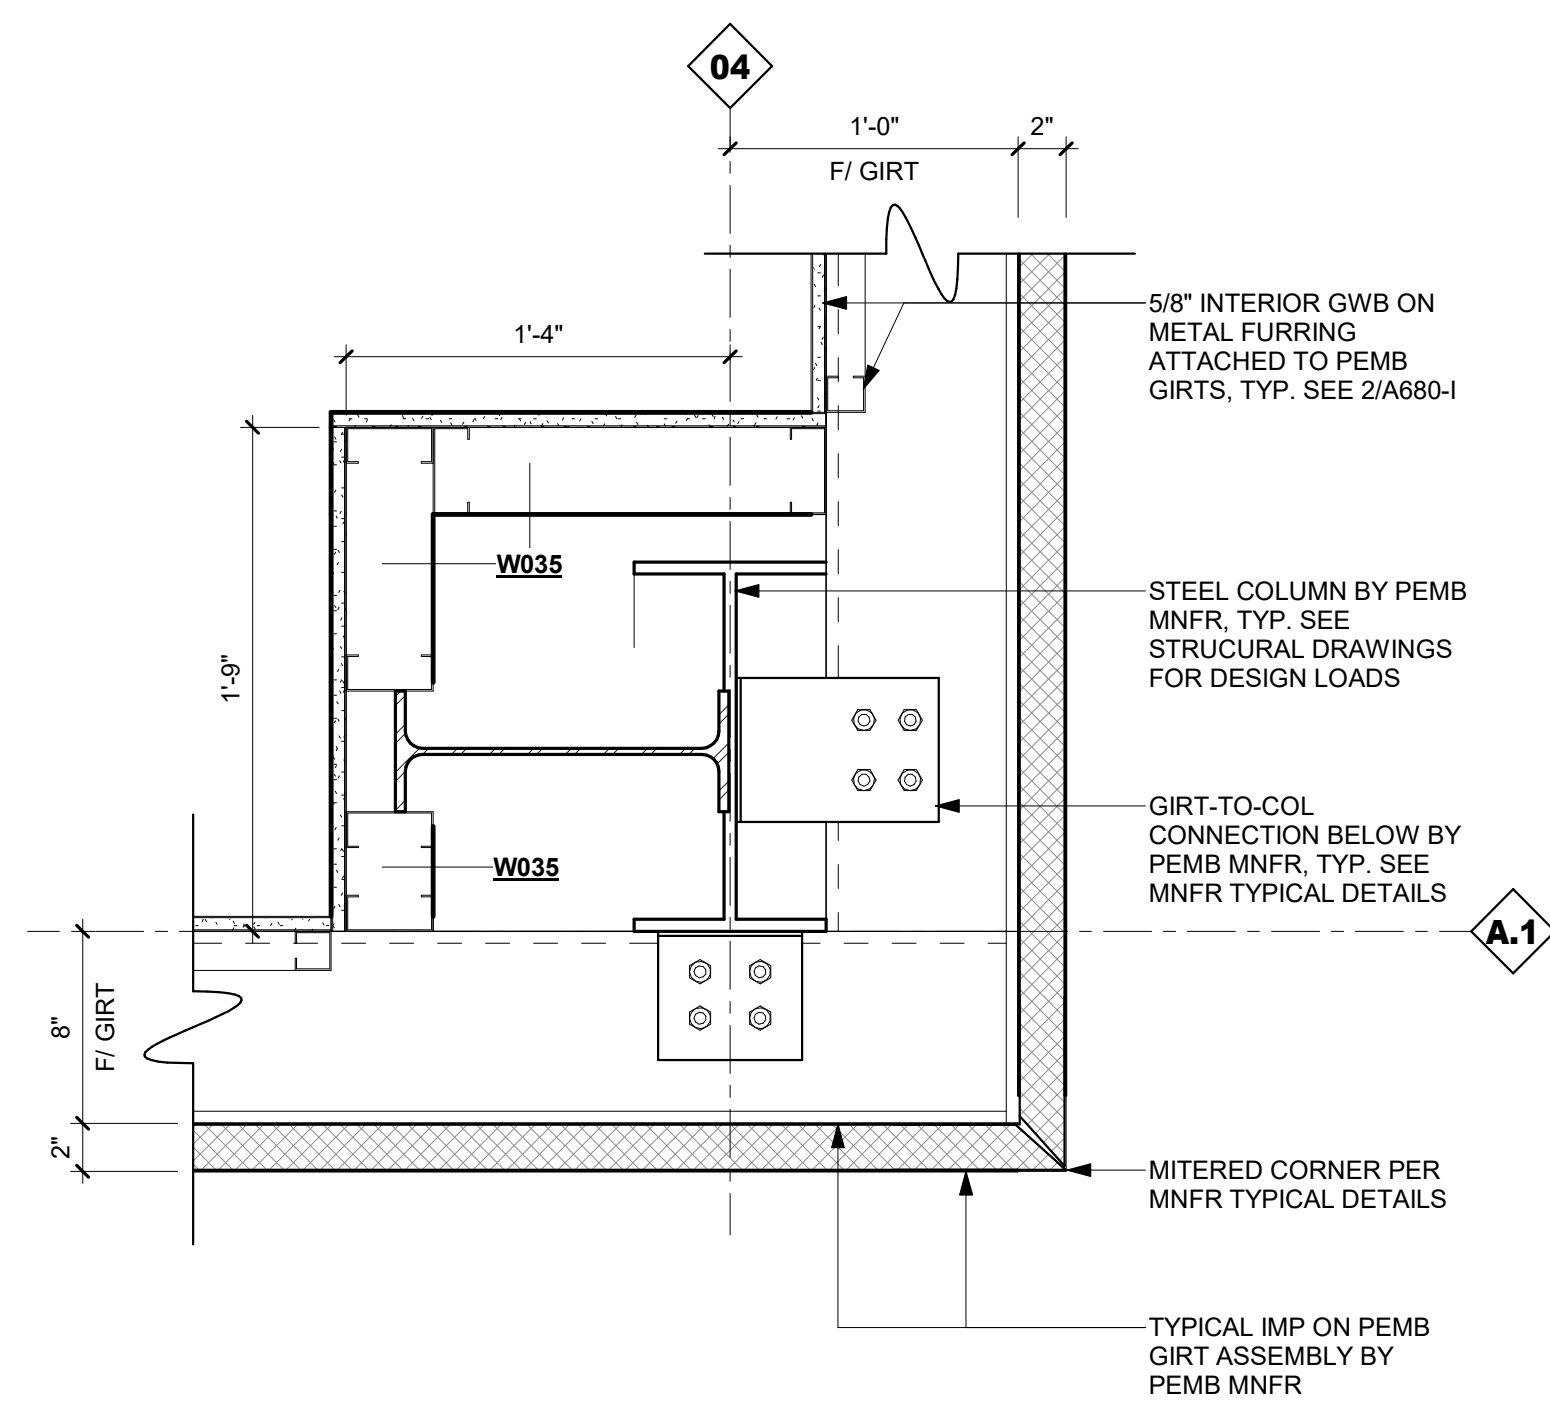 04
1'-0"
2"
F/ GIRT
5/8" INTERIOR GWB ON
METAL FURRING
ATTACHED TO PEMB
GIRTS, TYP. SEE 2/A680-I
1'-4"
W035
STEEL COLUMN BY PEMB
MNFR, TYP. SEE
STRUCURAL DRAWINGS
FOR DESIGN LOADS
1'-9"
GIRT-TO-COL
CONNECTION BELOW BY
PEMB MNFR, TYP. SEE
MNFR TYPICAL DETAILS
W035
A.1
8"
F/ GIRT
2"
MITERED CORNER PER
MNFR TYPICAL DETAILS
TYPICAL IMP ON PEMB
GIRT ASSEMBLY BY
PEMB MNFR